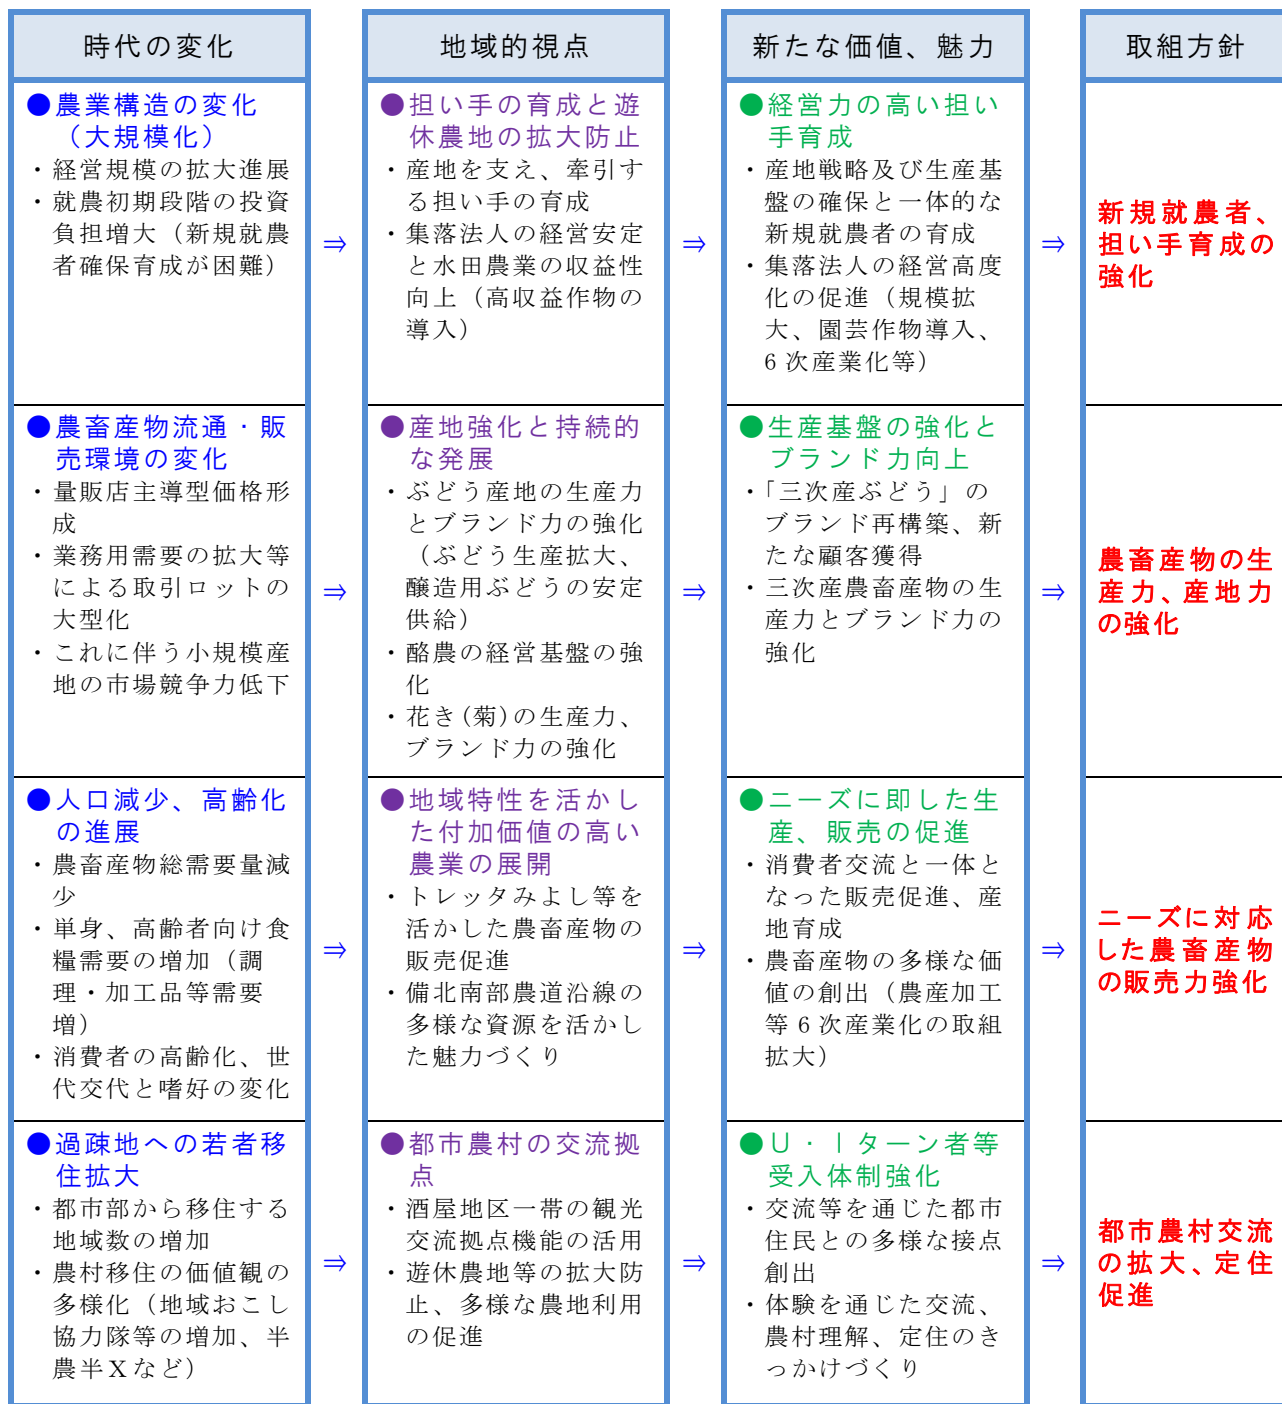 時代の変化
地域的視点
新たな価値、魅力
取組方針
●農業構造の変化
（大規模化）
・経営規模の拡大進展
・就農初期段階の投資
負担増大（新規就農
者確保育成が困難）
⇒
●担い手の育成と遊
休農地の拡大防止
・産地を支え、牽引す
る担い手の育成
・集落法人の経営安定
と水田農業の収益性
向上（高収益作物の
導入）
⇒
●経営力の高い担い
手育成
・産地戦略及び生産基
盤の確保と一体的な
新規就農者の育成
・集落法人の経営高度
化の促進（規模拡
大、園芸作物導入、
6次産業化等）
⇒
新規就農者、
担い手育成の
強化
●農畜産物流通・販
売環境の変化
・量販店主導型価格形
成
・業務用需要の拡大等
による取引ロットの
大型化
・これに伴う小規模産
地の市場競争力低下
⇒
●産地強化と持続的
な発展
・ぶどう産地の生産力
とブランド力の強化
（ぶどう生産拡大、
醸造用ぶどうの安定
供給）
・酪農の経営基盤の強
化
・花き(菊)の生産力、
ブランド力の強化
⇒
●生産基盤の強化と
ブランド力向上
・「三次産ぶどう」の
ブランド再構築、新
たな顧客獲得
・三次産農畜産物の生
産力とブランド力の
強化
⇒
農畜産物の生
産力、産地力
の強化
●人口減少、高齢化
の進展
・農畜産物総需要量減
少
・単身、高齢者向け食
糧需要の増加（調
理・加工品等需要
増）
・消費者の高齢化、世
代交代と嗜好の変化
⇒
●地域特性を活かし
た付加価値の高い
農業の展開
・トレッタみよし等を
活かした農畜産物の
販売促進
・備北南部農道沿線の
多様な資源を活かし
た魅力づくり
⇒
●ニーズに即した生
産、販売の促進
・消費者交流と一体と
なった販売促進、産
地育成
・農畜産物の多様な価
値の創出（農産加工
等6次産業化の取組
拡大）
⇒
ニーズに対応
した農畜産物
の販売力強化
●過疎地への若者移
住拡大
・都市部から移住する
地域数の増加
・農村移住の価値観の
多様化（地域おこし
協力隊等の増加、半
農半Xなど）
⇒
●都市農村の交流拠
点
・酒屋地区一帯の観光
交流拠点機能の活用
・遊休農地等の拡大防
止、多様な農地利用
の促進
⇒
●U・Iターン者等
受入体制強化
・交流等を通じた都市
住民との多様な接点
創出
・体験を通じた交流、
農村理解、定住のき
っかけづくり
⇒
都市農村交流
の拡大、定住
促進